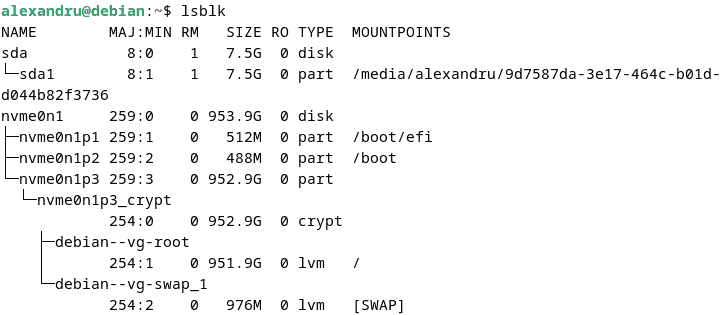 alexandru@debian:~$ lsblk
NAME        MAJ:MIN RM   SIZE RO TYPE  MOUNTPOINTS
sda           8:0    1   7.5G  0 disk
└─sda1        8:1    1   7.5G  0 part  /media/alexandru/9d7587da-3e17-464c-b01d-
d044b82f3736
nvme0n1     259:0    0 953.9G  0 disk
├─nvme0n1p1 259:1    0   512M  0 part  /boot/efi
├─nvme0n1p2 259:2    0   488M  0 part  /boot
└─nvme0n1p3 259:3    0 952.9G  0 part
  └─nvme0n1p3_crypt
            254:0    0 952.9G  0 crypt
    ├─debian--vg-root
            254:1    0 951.9G  0 lvm   /
    └─debian--vg-swap_1
            254:2    0   976M  0 lvm   [SWAP]